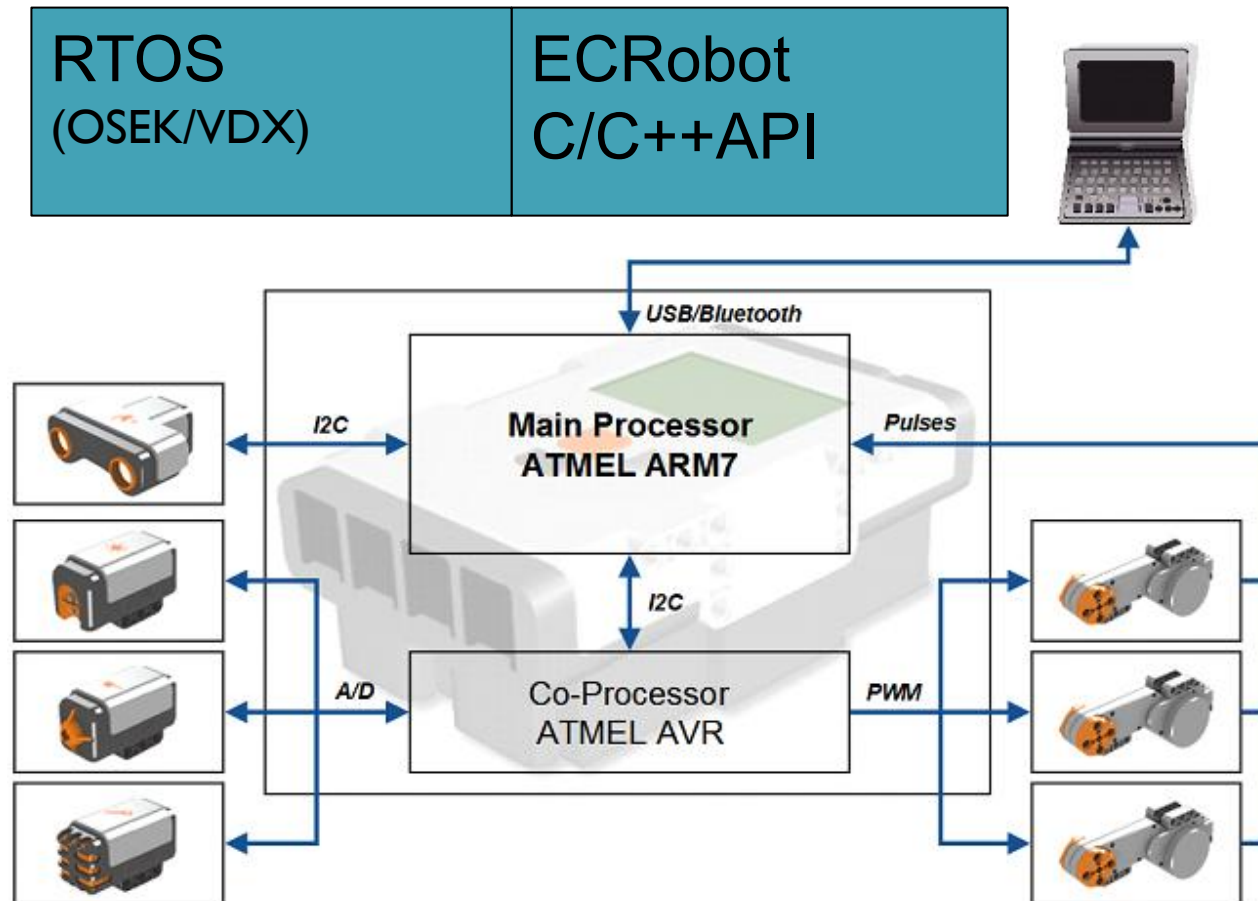 RTOS
(OSEK/VDX)
ECRobot
C/C++API
USB/Bluetooth
I2C
Main Processor
ATMEL ARM7
Pulses
I2C
A/D
Co-Processor
ATMEL AVR
PWM